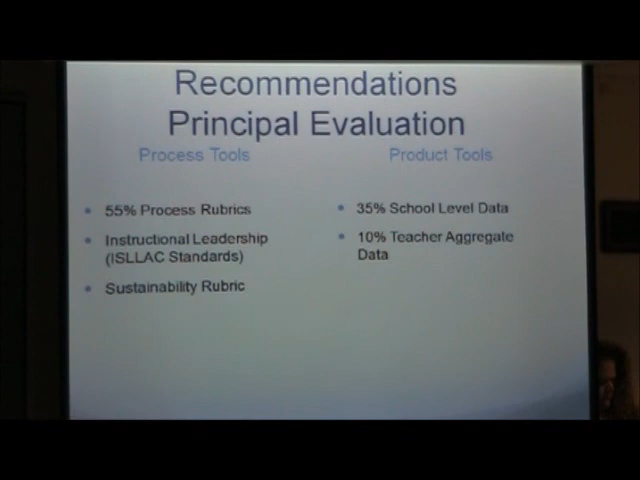 Recommendations
Principal Evaluation
Process Tools
55% Process Rubrics
Instructional Leadership
(ISLLAC Standards)
Sustainability Rubric
Product Tools
35% School Level Data
10% Teacher Aggregate
Data